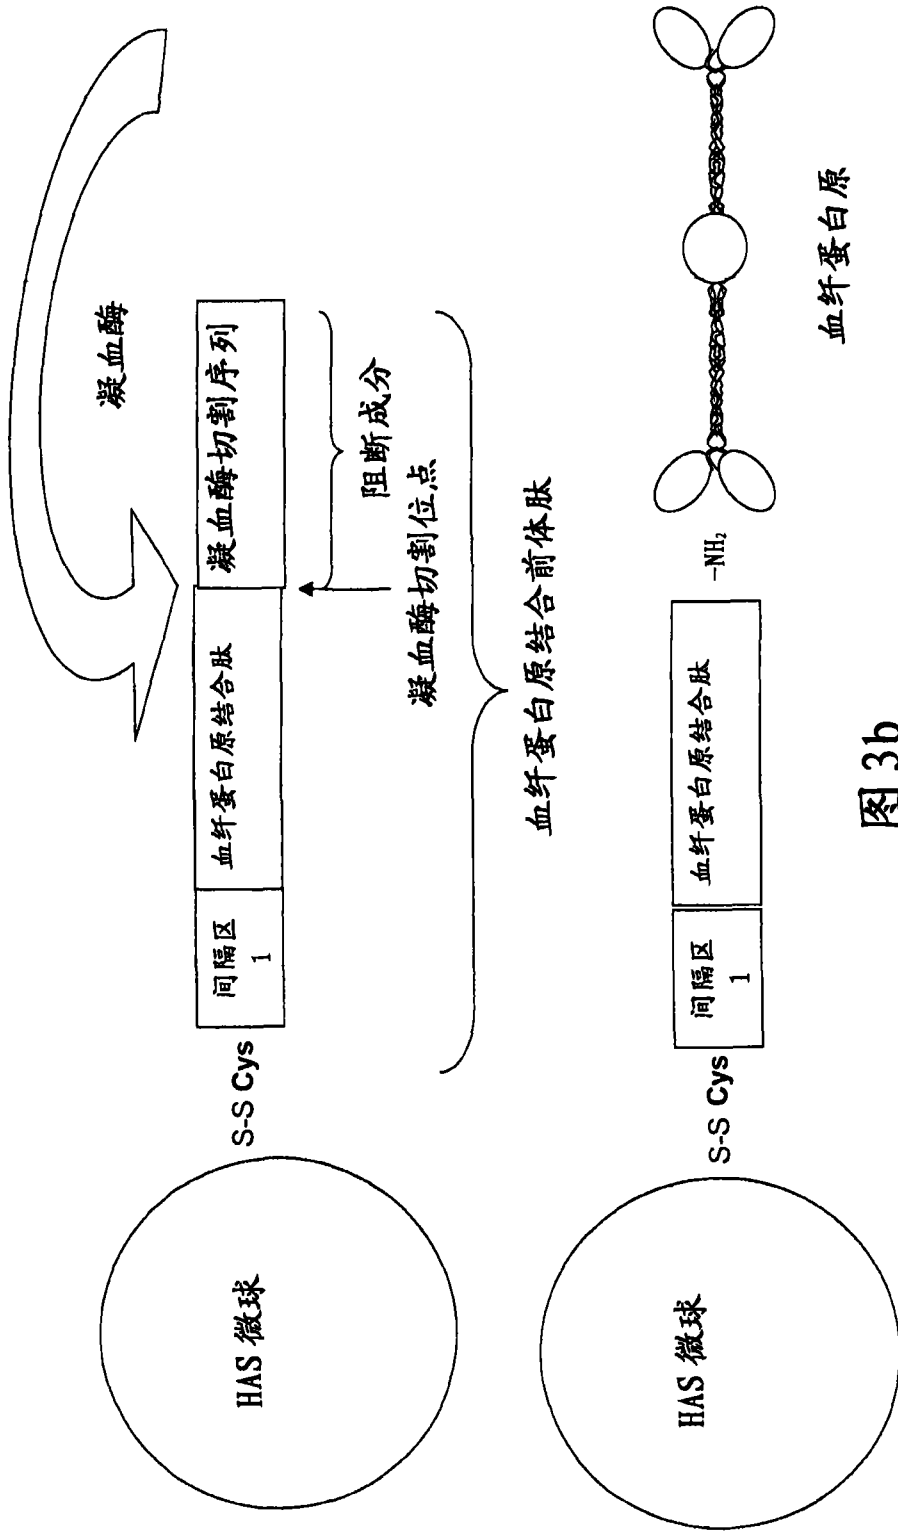 凝血酶
HAS 微球
S-S Cys
间隔区
1
血纤蛋白原结合肽
凝血酶切割序列
阻断成分
凝血酶切割位点
血纤蛋白原结合前体肽
HAS 微球
S-S Cys
间隔区
1
血纤蛋白原结合肽
-NH₂
血纤蛋白原
图 3b